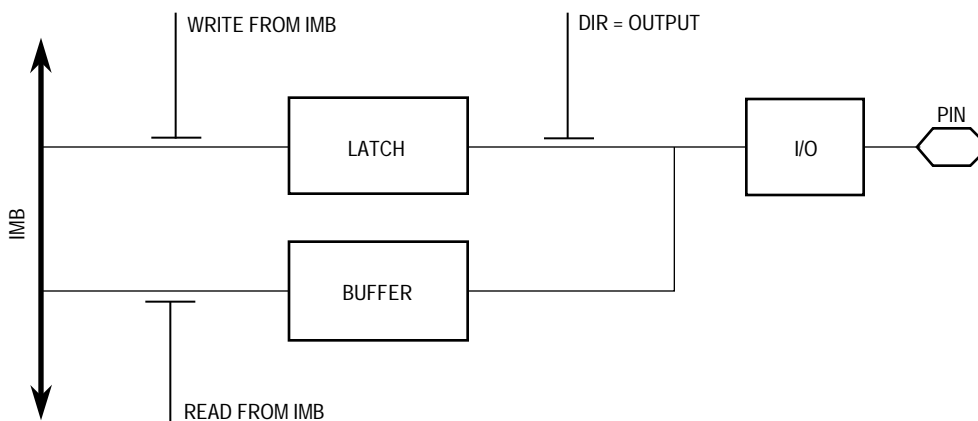 WRITE FROM IMB
DIR = OUTPUT
PIN
LATCH
I/O
IMB
BUFFER
READ FROM IMB